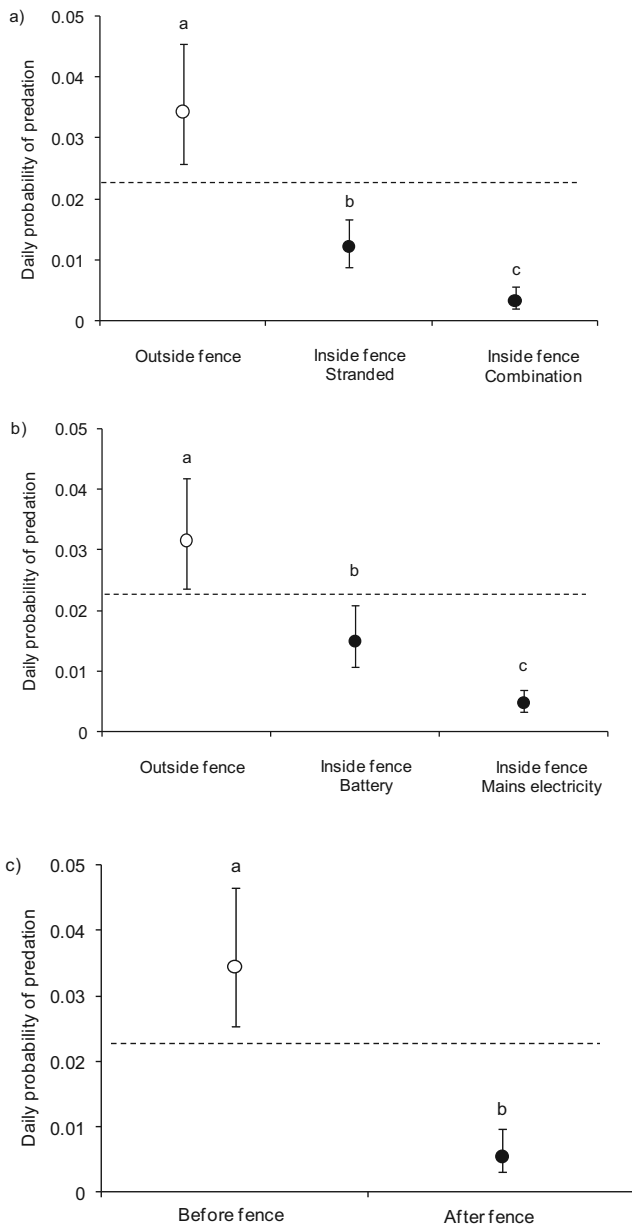 a)
Daily probability of predation
0.05
0.04
0.03
0.02
0.01
0
a
b
c
Outside fence
Inside fence
Stranded
Inside fence
Combination
b)
Daily probability of predation
0.05
0.04
0.03
0.02
0.01
0
a
b
c
Outside fence
Inside fence
Battery
Inside fence
Mains electricity
c)
Daily probability of predation
0.05
0.04
0.03
0.02
0.01
0
a
b
Before fence
After fence